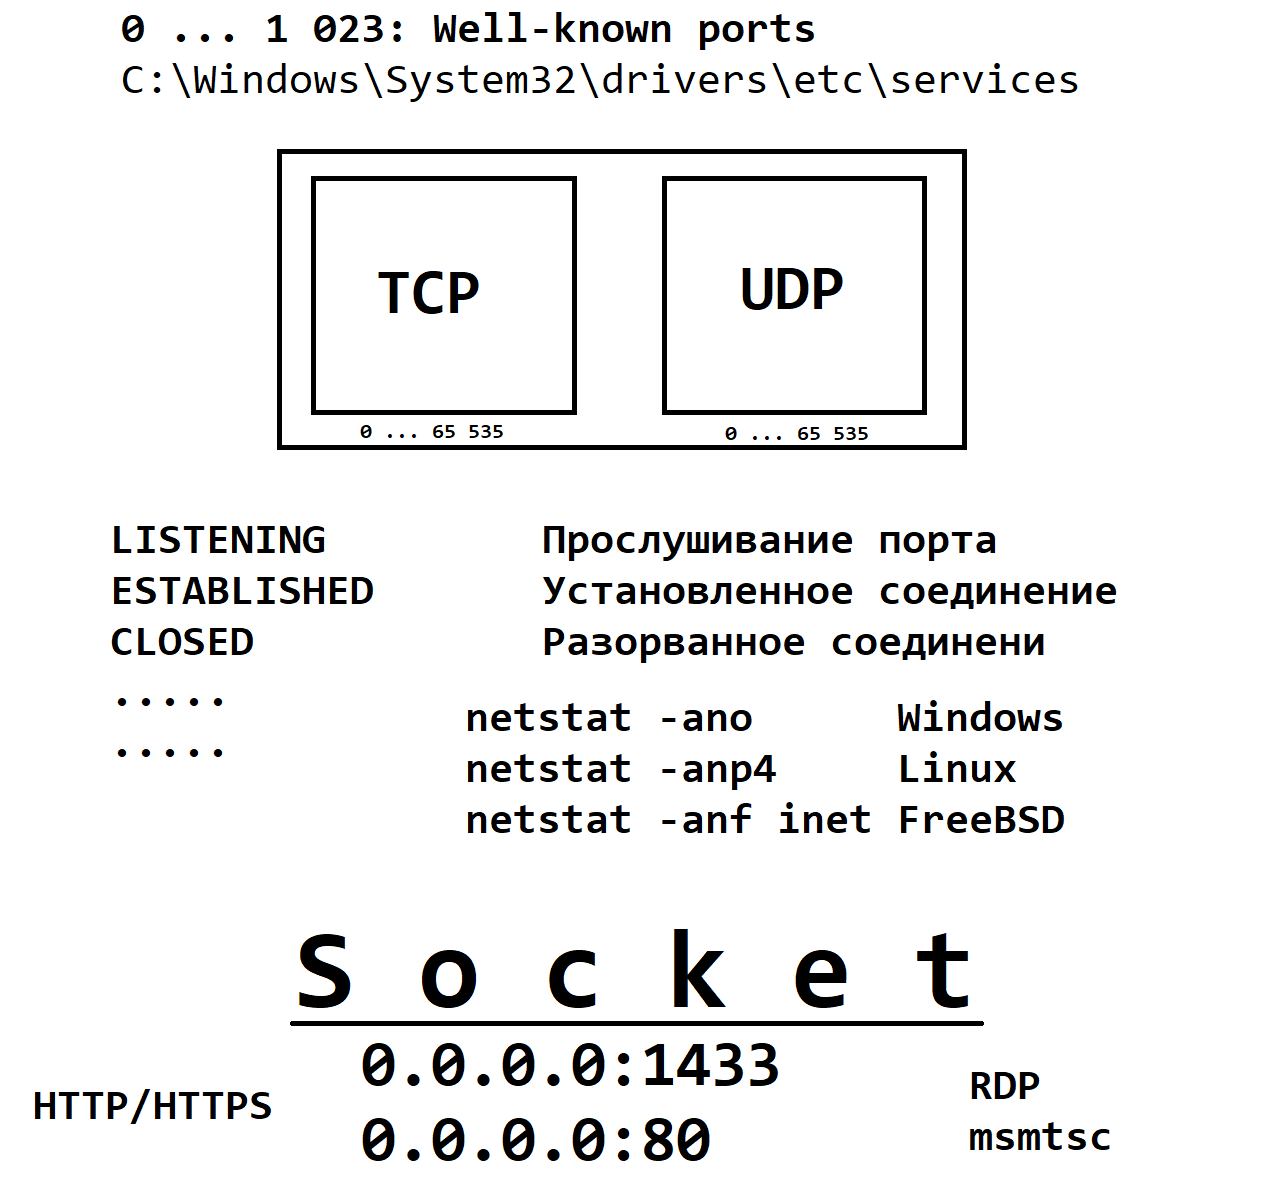 0 ... 1 023: Well-known ports
C:\Windows\System32\drivers\etc\services
TCP
UDP
0 ... 65 535
0 ... 65 535
LISTENING Прослушивание порта
ESTABLISHED Установленное соединение
CLOSED Разорванное соединени
.....
.....
netstat -ano Windows
netstat -anp4 Linux
netstat -anf inet FreeBSD
S o c k e t
0.0.0.0:1433
0.0.0.0:80
HTTP/HTTPS
RDP
msmtsc